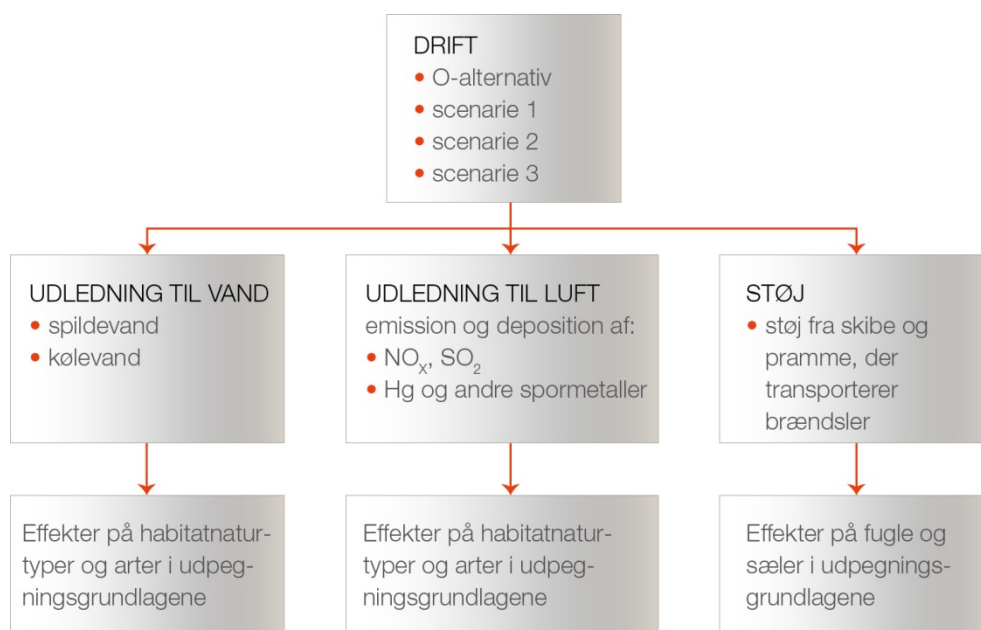 DRIFT
• O-alternativ
• scenarie 1
• scenarie 2
• scenarie 3
UDLEDNING TIL VAND
• spildevand
• kølevand
UDLEDNING TIL LUFT
emission og deposition af:
• NOX, SO2
• Hg og andre spormetaller
STØJ
• støj fra skibe og
pramme, der
transporterer
brændsler
Effekter på habitatnatur-
typer og arter i udpeg-
ningsgrundlagene
Effekter på habitatnatur-
typer og arter i udpeg-
ningsgrundlagene
Effekter på fugle og
sæler i udpegnings-
grundlagene